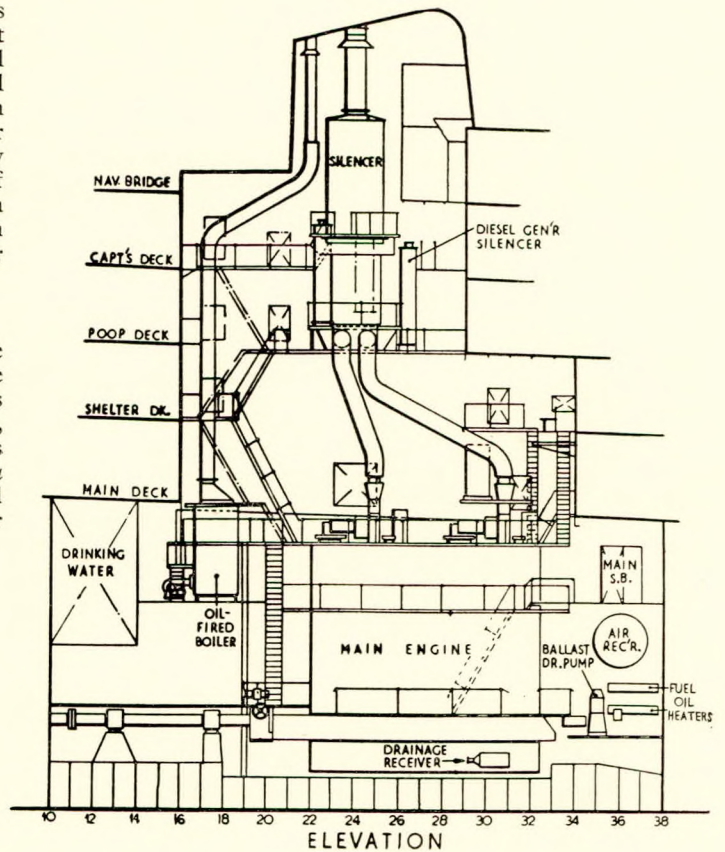 SILENCER
NAV. BRIDGE
DIESEL GEN'R
SILENCER
CAPT'S DECK
POOP DECK
SHELTER DK.
MAIN DECK
DRINKING
WATER
MAIN
S.B.
OIL-
FIRED
BOILER
MAIN ENGINE
BALLAST
DR. PUMP
AIR
REC'R.
FUEL
OIL
HEATERS
DRAINAGE
RECEIVER
10 12 14 16 18 20 22 24 26 28 30 32 34 36 38
ELEVATION